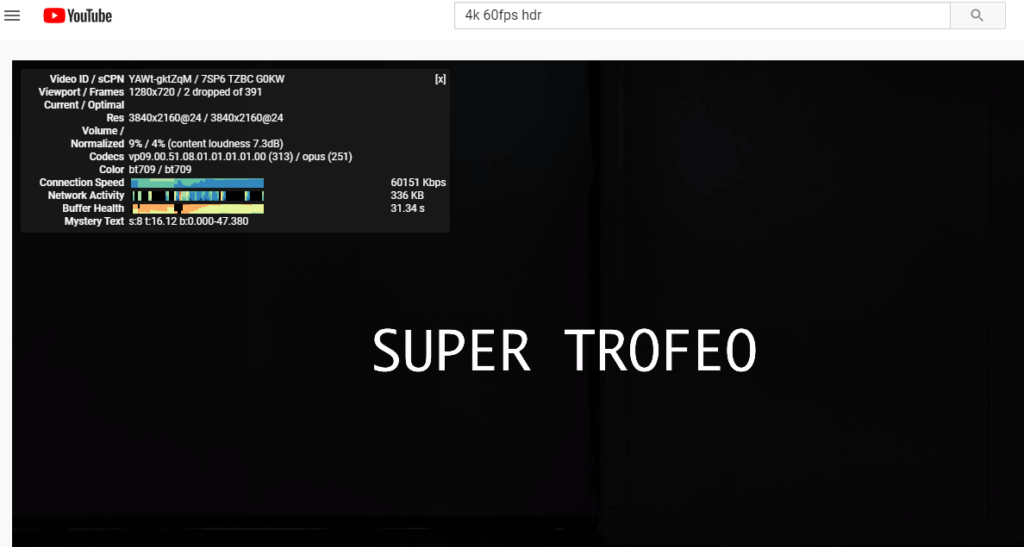 YouTube
4k 60fps hdr
Video ID / sCPN YAWt-gktZqM / 7SP6 TZBC G0KW [x]
Viewport / Frames 1280x720 / 2 dropped of 391
Current / Optimal
Res 3840x2160@24 / 3840x2160@24
Volume /
Normalized 9% / 4% (content loudness 7.3dB)
Codecs vp09.00.51.08.01.01.01.01.00 (313) / opus (251)
Color bt709 / bt709
Connection Speed 60151 Kbps
Network Activity 336 KB
Buffer Health 31.34 s
Mystery Text s:8 t:16.12 b:0.000-47.380
SUPER TROFEO